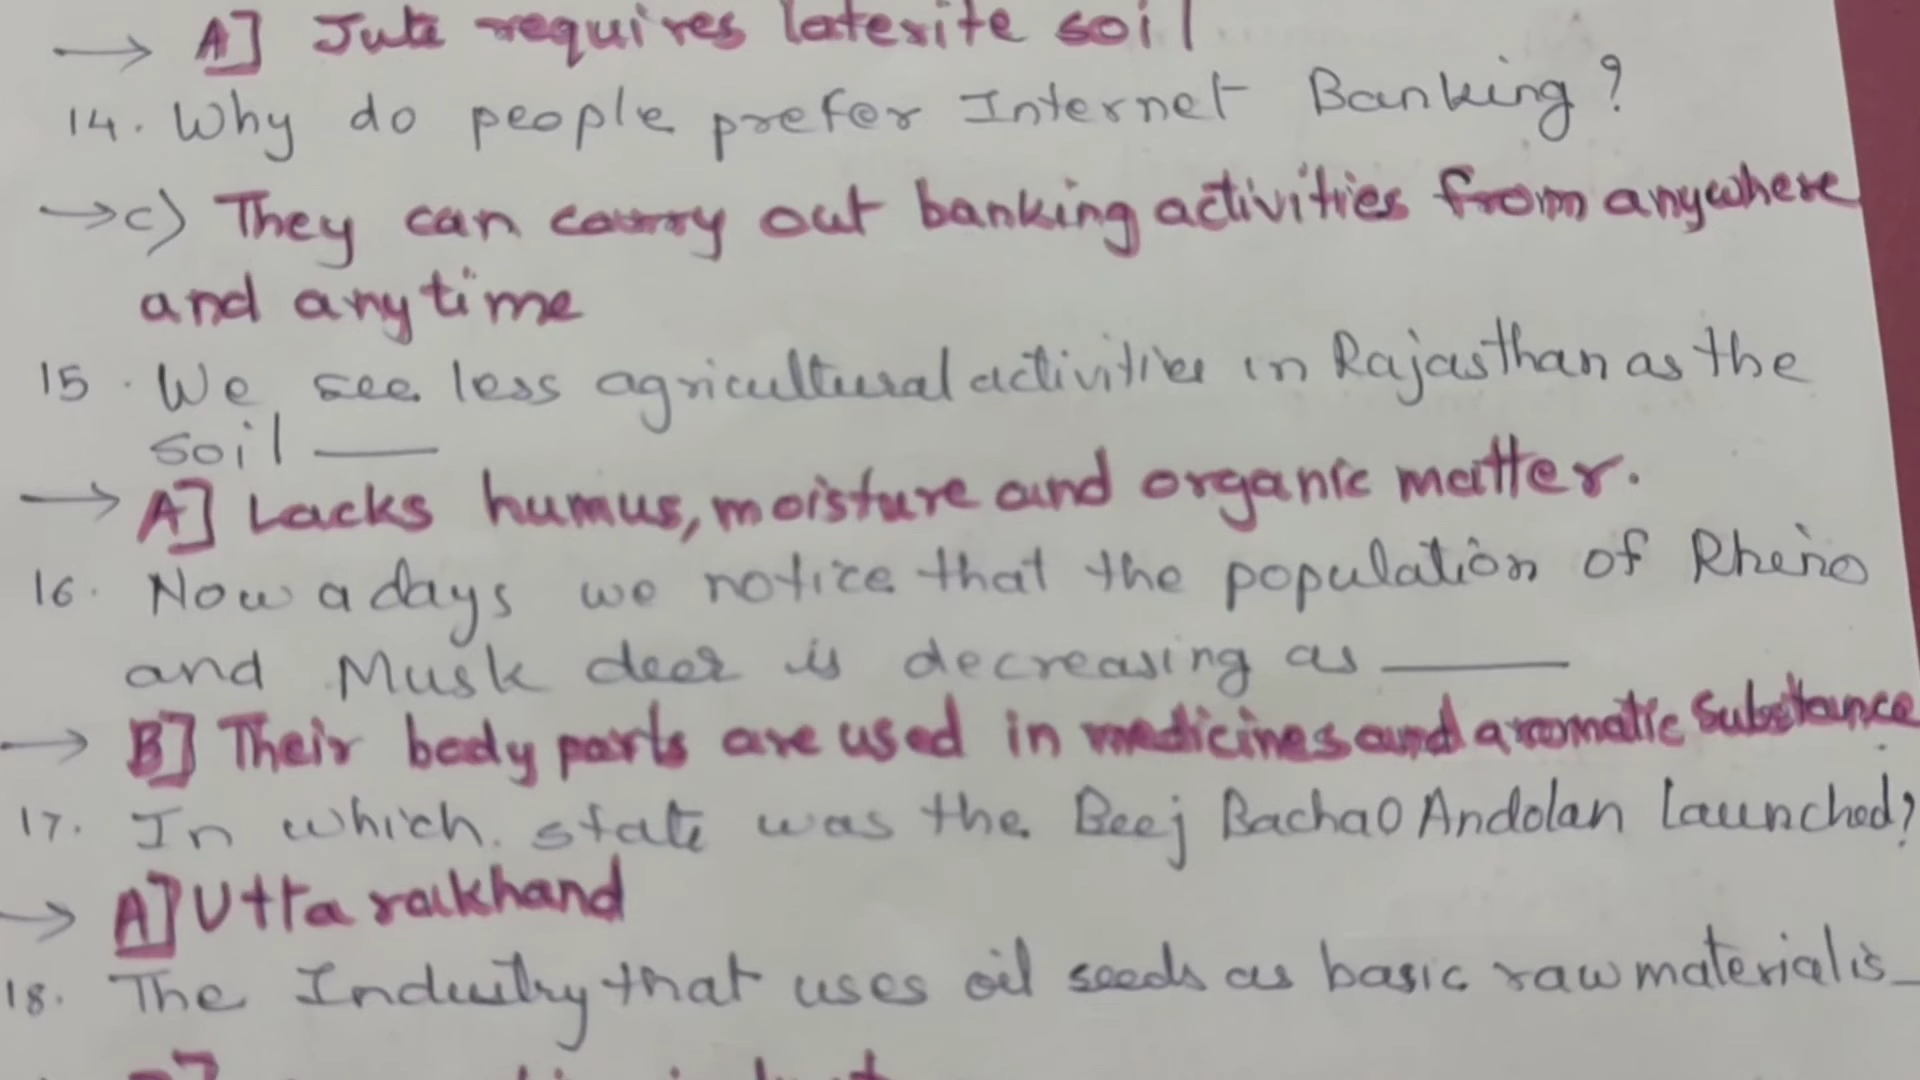 → A] Jute requires laterite soil
14. Why do people prefer Internet Banking?
→ c) They can carry out banking activities from anywhere
and anytime
15. We see less agricultural activities in Rajasthan as the
soil ___
→ A] Lacks humus, moisture and organic matter.
16. Now a days we notice that the population of Rheino
and Musk deer is decreasing as ___
→ B] Their body parts are used in medicines and aromatic substance
17. In which state was the Beej Bachao Andolan launched?
→ A] Uttarakhand
18. The Industry that uses oil seeds as basic raw material is _